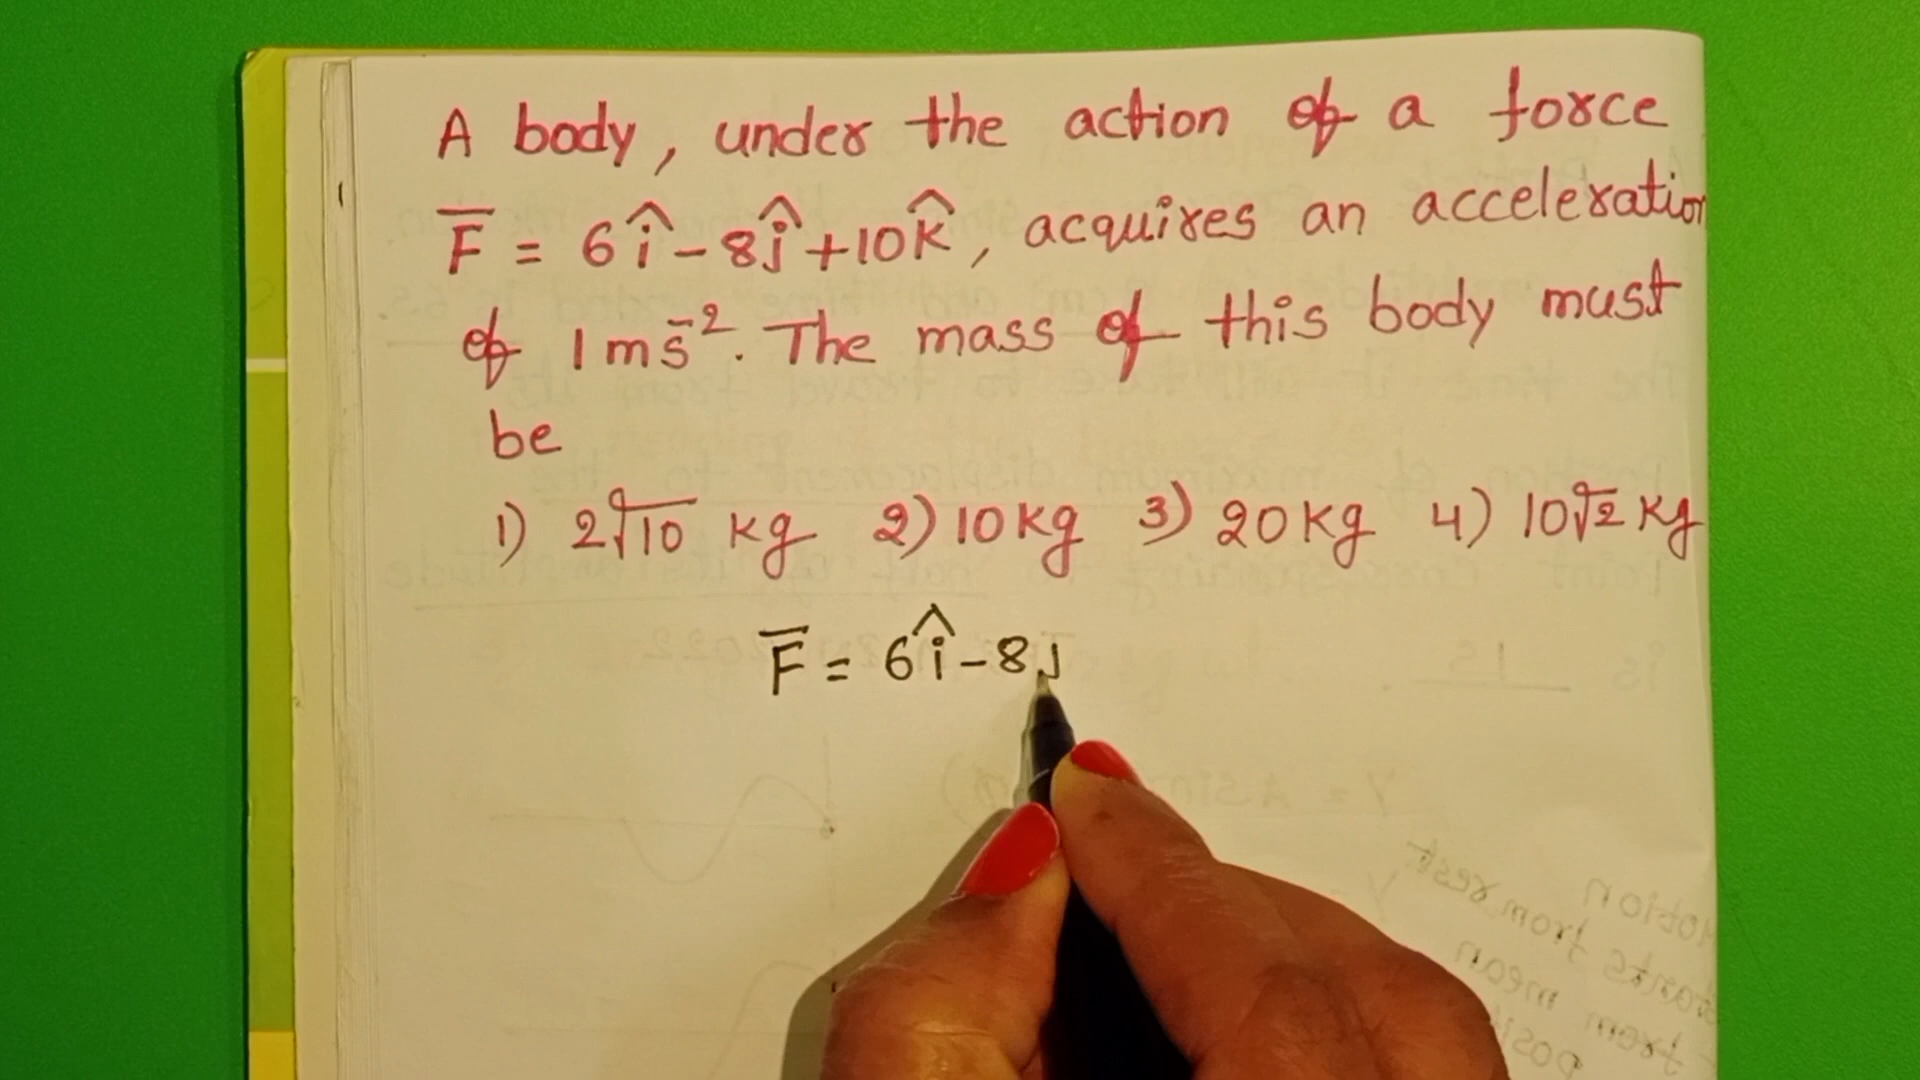 A body, under the action of a force
F̅ = 6î - 8ĵ + 10k̂, acquires an acceleration
of 1 ms⁻². The mass of this body must
be
1) 2√10 kg 2) 10 kg 3) 20 kg 4) 10√2 kg
F̅ = 6î - 8j